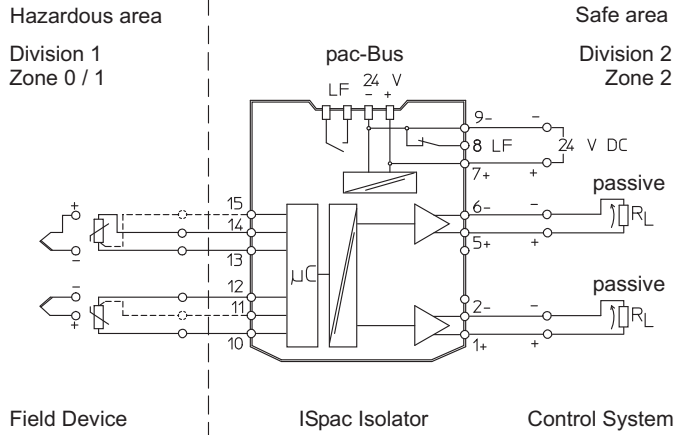 Hazardous area
Safe area
Division 1
Zone 0 / 1
pac-Bus
Division 2
Zone 2
LF 24 V
- +
9-
-
8 LF
24 V DC
7+
+
passive
+
15
6-
-
RL
14
5+
+
-
13
µC
-
12
passive
11
2-
-
RL
+
10
1+
+
Field Device
ISpac Isolator
Control System